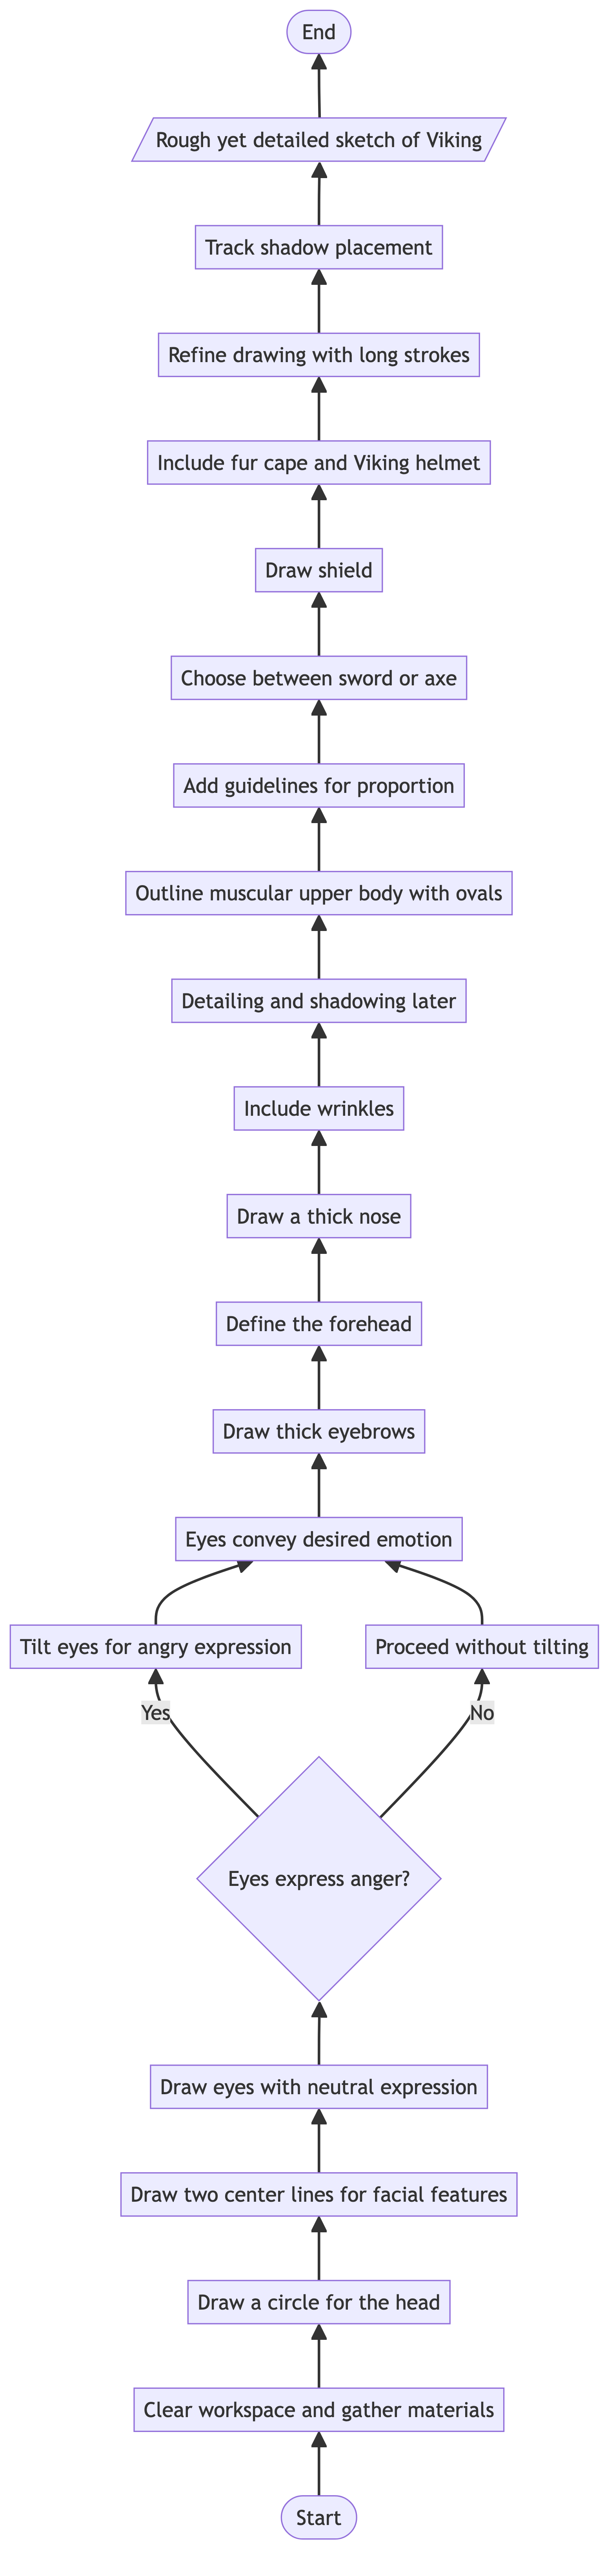 End
Rough yet detailed sketch of Viking
Track shadow placement
Refine drawing with long strokes
Include fur cape and Viking helmet
Draw shield
Choose between sword or axe
Add guidelines for proportion
Outline muscular upper body with ovals
Detailing and shadowing later
Include wrinkles
Draw a thick nose
Define the forehead
Draw thick eyebrows
Eyes convey desired emotion
Tilt eyes for angry expression
Proceed without tilting
Yes
No
Eyes express anger?
Draw eyes with neutral expression
Draw two center lines for facial features
Draw a circle for the head
Clear workspace and gather materials
Start